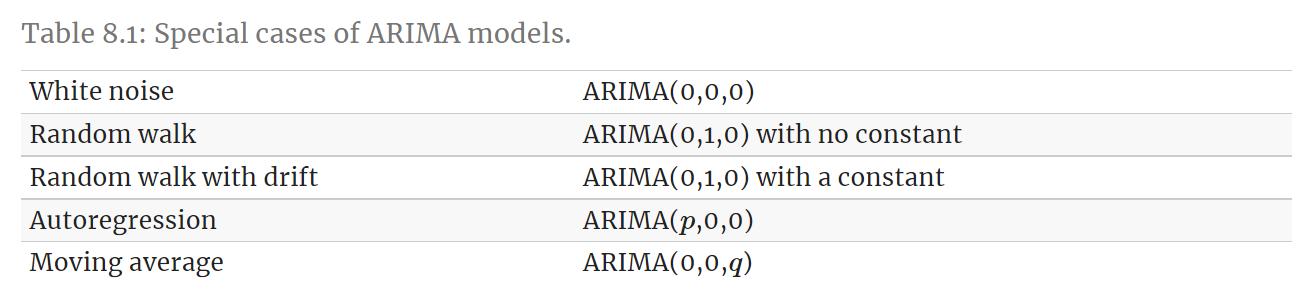 Table 8.1: Special cases of ARIMA models.
White noise ARIMA(0,0,0)
Random walk ARIMA(0,1,0) with no constant
Random walk with drift ARIMA(0,1,0) with a constant
Autoregression ARIMA(p,0,0)
Moving average ARIMA(0,0,q)